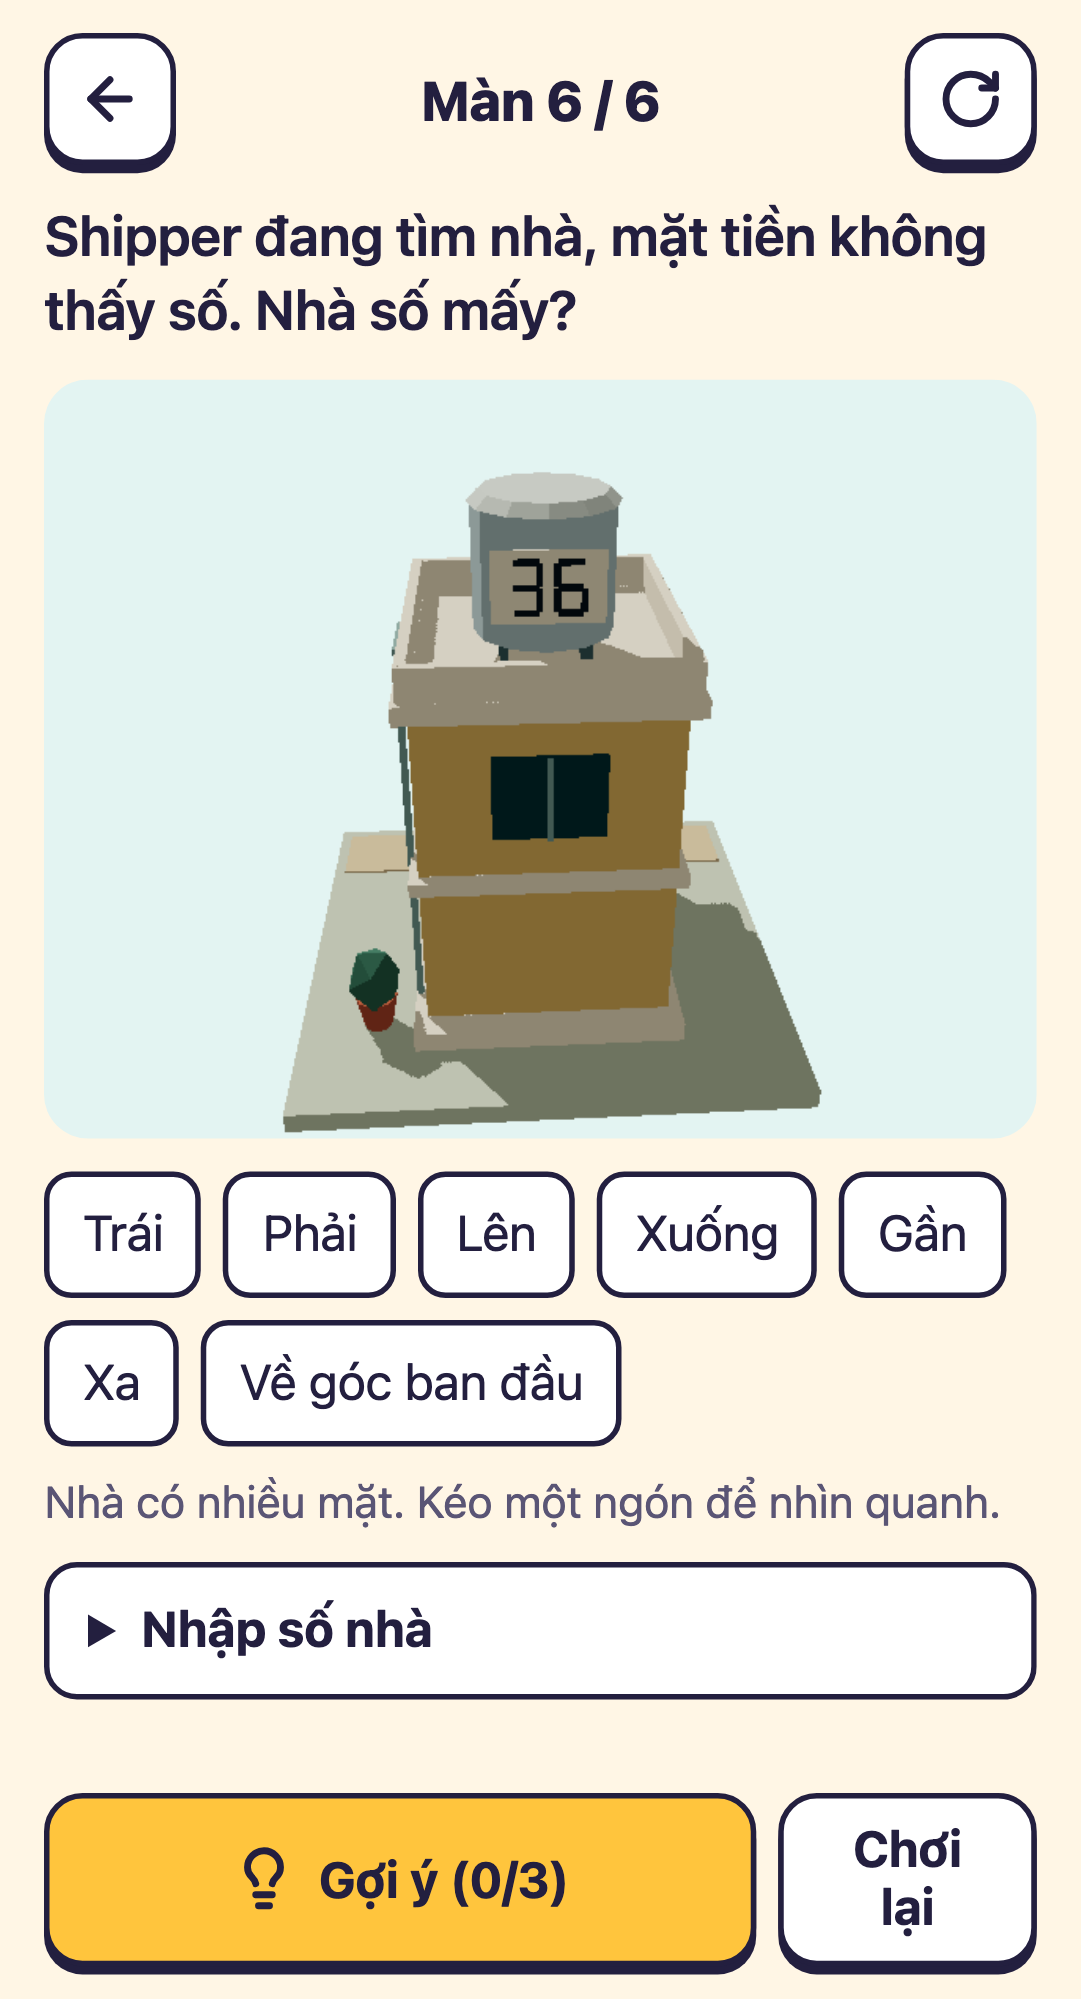 Màn 6 / 6
Shipper đang tìm nhà, mặt tiền không
thấy số. Nhà số mấy?
36
Trái
Phải
Lên
Xuống
Gần
Xa
Về góc ban đầu
Nhà có nhiều mặt. Kéo một ngón để nhìn quanh.
Nhập số nhà
Gợi ý (0/3)
Chơi
lại